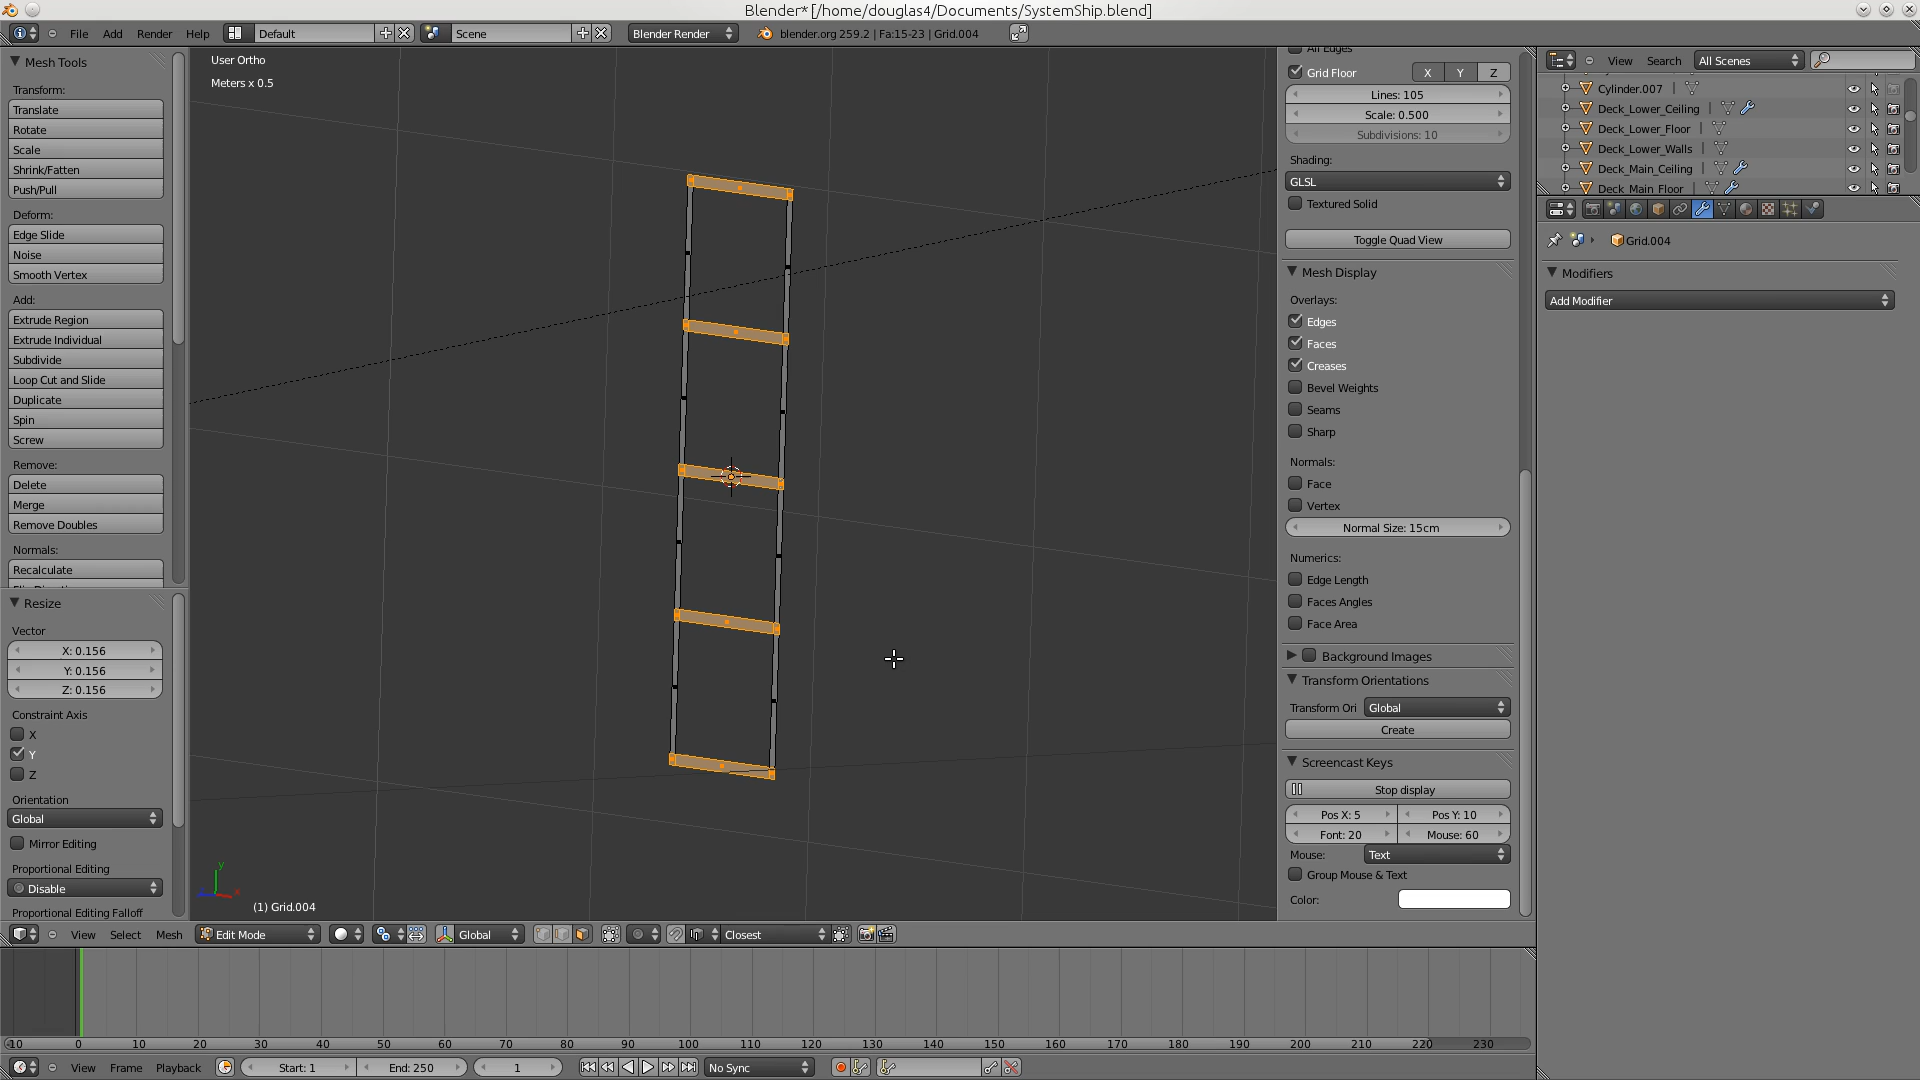 Blender* [/home/douglas4/Documents/SystemShip.blend]
File Add Render Help Default Scene Blender Render blender.org 259.2 | Fa:15-23 | Grid.004
Mesh Tools
Transform:
Translate
Rotate
Scale
Shrink/Fatten
Push/Pull
Deform:
Edge Slide
Noise
Smooth Vertex
Add:
Extrude Region
Extrude Individual
Subdivide
Loop Cut and Slide
Duplicate
Spin
Screw
Remove:
Delete
Merge
Remove Doubles
Normals:
Recalculate
Resize
Vector
X: 0.156
Y: 0.156
Z: 0.156
Constraint Axis
X
Y
Z
Orientation
Global
Mirror Editing
Proportional Editing
Disable
Proportional Editing Falloff
User Ortho
Meters x 0.5
y
x
(1) Grid.004
All Edges
Grid Floor X Y Z
Lines: 105
Scale: 0.500
Subdivisions: 10
Shading:
GLSL
Textured Solid
Toggle Quad View
Mesh Display
Overlays:
Edges
Faces
Creases
Bevel Weights
Seams
Sharp
Normals:
Face
Vertex
Normal Size: 15cm
Numerics:
Edge Length
Faces Angles
Face Area
Background Images
Transform Orientations
Transform Ori Global
Create
Screencast Keys
Stop display
Pos X: 5 Pos Y: 10
Font: 20 Mouse: 60
Mouse: Text
Group Mouse & Text
Color:
View Search All Scenes
Cylinder.007
Deck_Lower_Ceiling
Deck_Lower_Floor
Deck_Lower_Walls
Deck_Main_Ceiling
Deck_Main_Floor
Grid.004
Modifiers
Add Modifier
View Select Mesh Edit Mode Global Closest
-10 0 10 20 30 40 50 60 70 80 90 100 110 120 130 140 150 160 170 180 190 200 210 220 230
View Frame Playback Start: 1 End: 250 1 No Sync